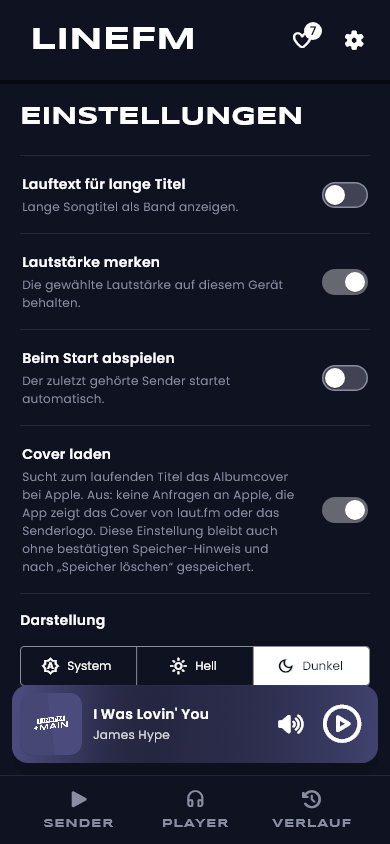 LINEFM
7
EINSTELLUNGEN
Lauftext für lange Titel
Lange Songtitel als Band anzeigen.
Lautstärke merken
Die gewählte Lautstärke auf diesem Gerät
behalten.
Beim Start abspielen
Der zuletzt gehörte Sender startet
automatisch.
Cover laden
Sucht zum laufenden Titel das Albumcover
bei Apple. Aus: keine Anfragen an Apple, die
App zeigt das Cover von laut.fm oder das
Senderlogo. Diese Einstellung bleibt auch
ohne bestätigten Speicher-Hinweis und
nach „Speicher löschen“ gespeichert.
Darstellung
System
Hell
Dunkel
LINEFM
+MAIN
I Was Lovin' You
James Hype
SENDER
PLAYER
VERLAUF